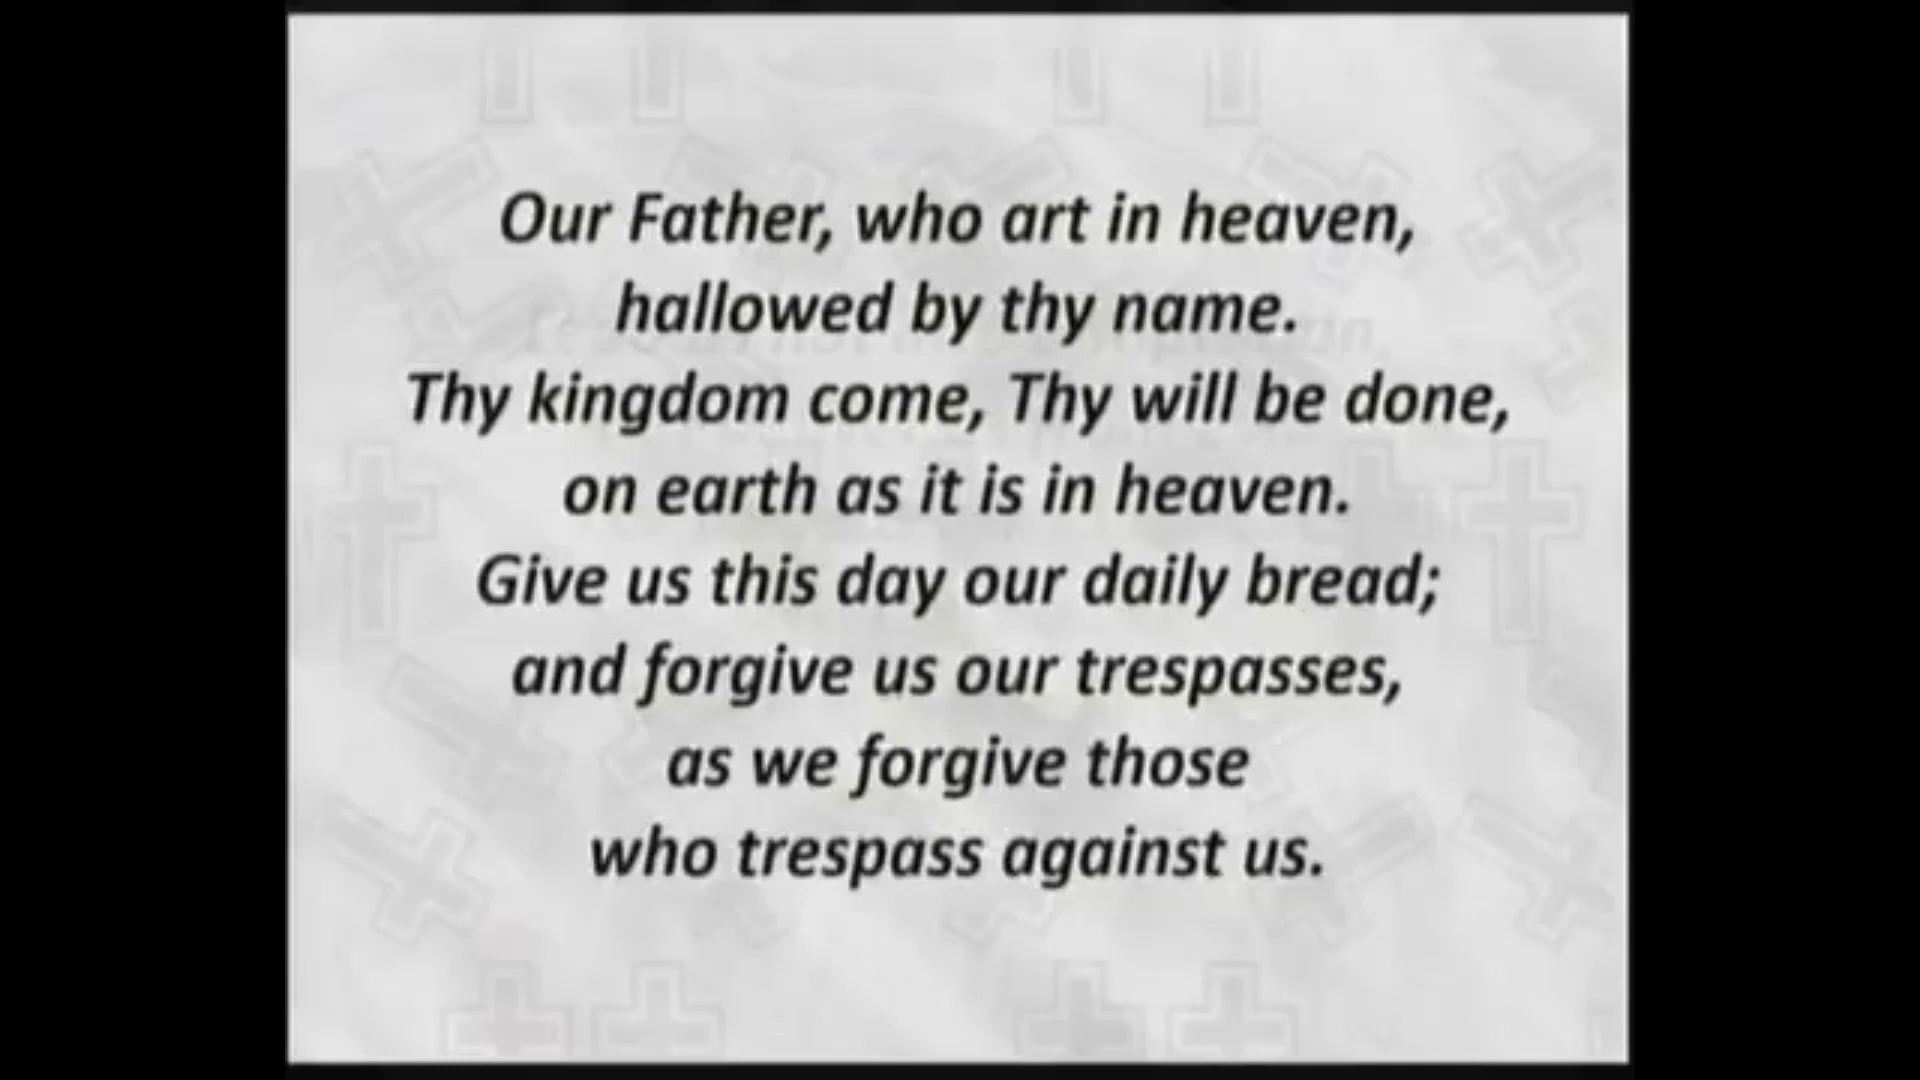 Our Father, who art in heaven,
hallowed by thy name.
Thy kingdom come, Thy will be done,
on earth as it is in heaven.
Give us this day our daily bread;
and forgive us our trespasses,
as we forgive those
who trespass against us.